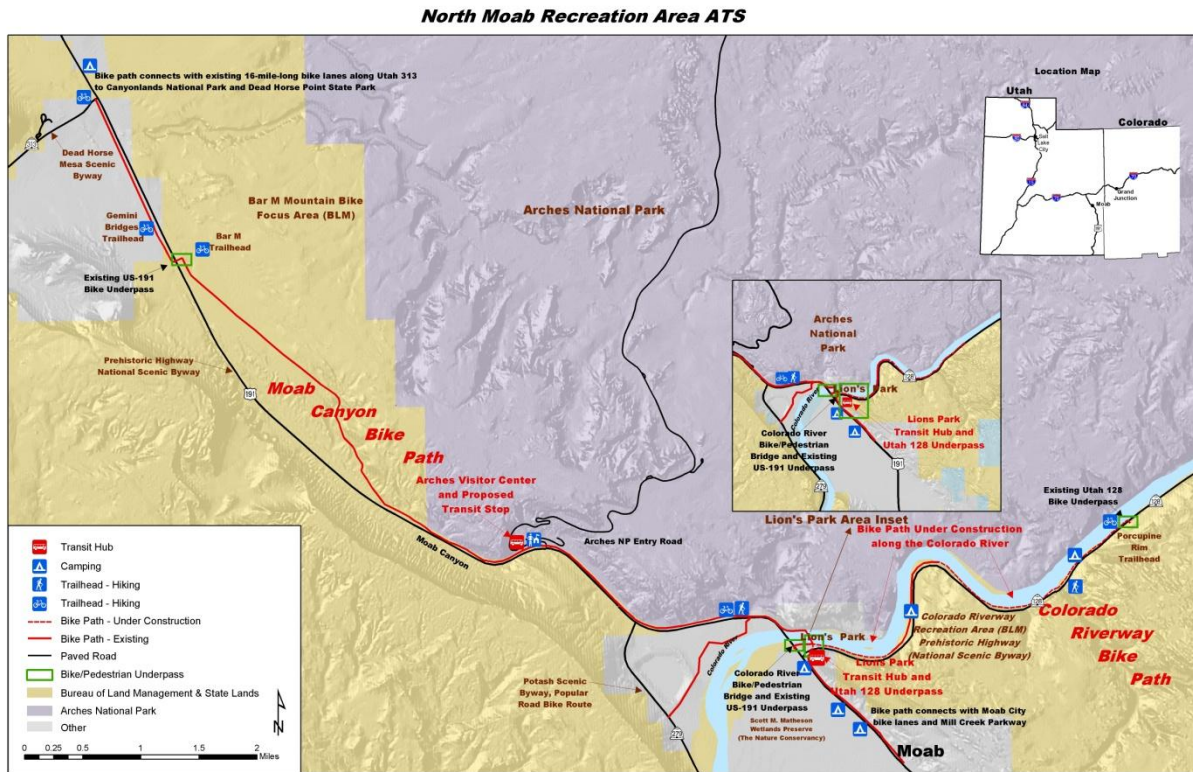 North Moab Recreation Area ATS
Bike path connects with existing 16-mile-long bike lanes along Utah 313
to Canyonlands National Park and Dead Horse Point State Park
Dead Horse
Mesa Scenic
Byway
Gemini
Bridges
Trailhead
Bar M Mountain Bike
Focus Area (BLM)
Bar M
Trailhead
Existing US-191
Bike Underpass
Prehistoric Highway
National Scenic Byway
191
Moab
Canyon
Bike
Path
Arches National Park
Arches Visitor Center
and Proposed
Transit Stop
Arches NP Entry Road
Moab Canyon
Location Map
Utah
Colorado
Salt
Lake
City
Grand
Junction
Moab
Arches
National
Park
Lion's Park
128
Colorado River
Lions Park
Transit Hub and
Utah 128 Underpass
Colorado River
Bike/Pedestrian
Bridge and Existing
US-191 Underpass
191
279
Lion's Park Area Inset
Bike Path Under Construction
along the Colorado River
Existing Utah 128
Bike Underpass
128
Porcupine
Rim
Trailhead
128
Colorado
Riverway
Bike
Path
Colorado Riverway
Recreation Area (BLM)
Prehistoric Highway
(National Scenic Byway)
Lion's Park
Colorado River
Lions Park
Transit Hub and
Utah 128 Underpass
Colorado River
Bike/Pedestrian
Bridge and Existing
US-191 Underpass
Potash Scenic
Byway, Popular
Road Bike Route
279
Scott M. Matheson
Wetlands Preserve
(The Nature Conservancy)
Bike path connects with Moab City
bike lanes and Mill Creek Parkway
Moab
Transit Hub
Camping
Trailhead - Hiking
Trailhead - Hiking
Bike Path - Under Construction
Bike Path - Existing
Paved Road
Bike/Pedestrian Underpass
Bureau of Land Management & State Lands
Arches National Park
Other
N
0 0.25 0.5 1 1.5 2
Miles